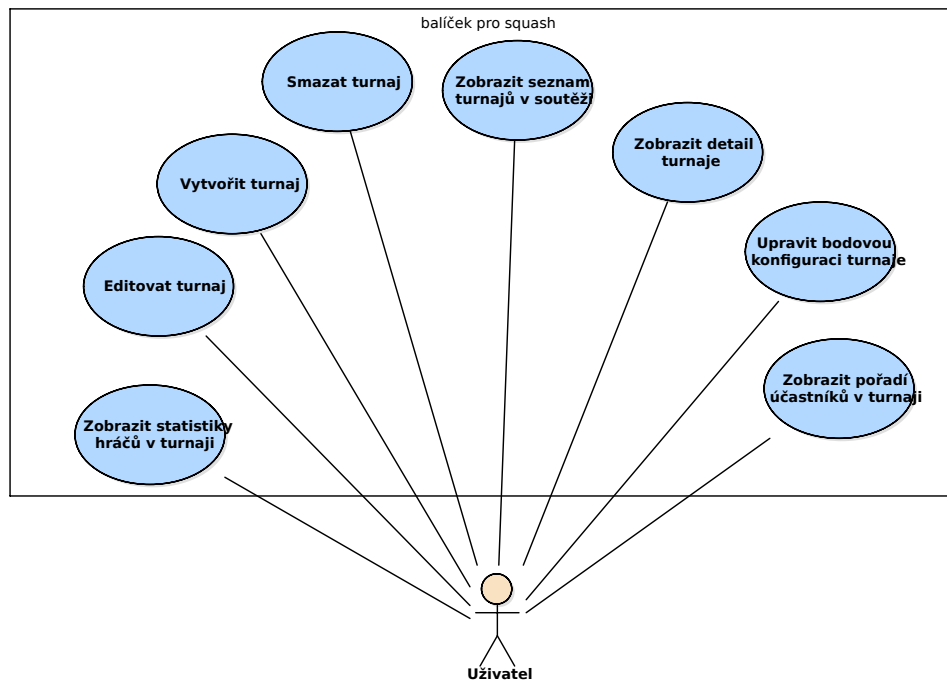 balíček pro squash
Smazat turnaj
Zobrazit seznam
turnajů v soutěži
Zobrazit detail
turnaje
Vytvořit turnaj
Upravit bodovou
konfiguraci turnaje
Editovat turnaj
Zobrazit pořadí
účastníků v turnaji
Zobrazit statistiky
hráčů v turnaji
Uživatel